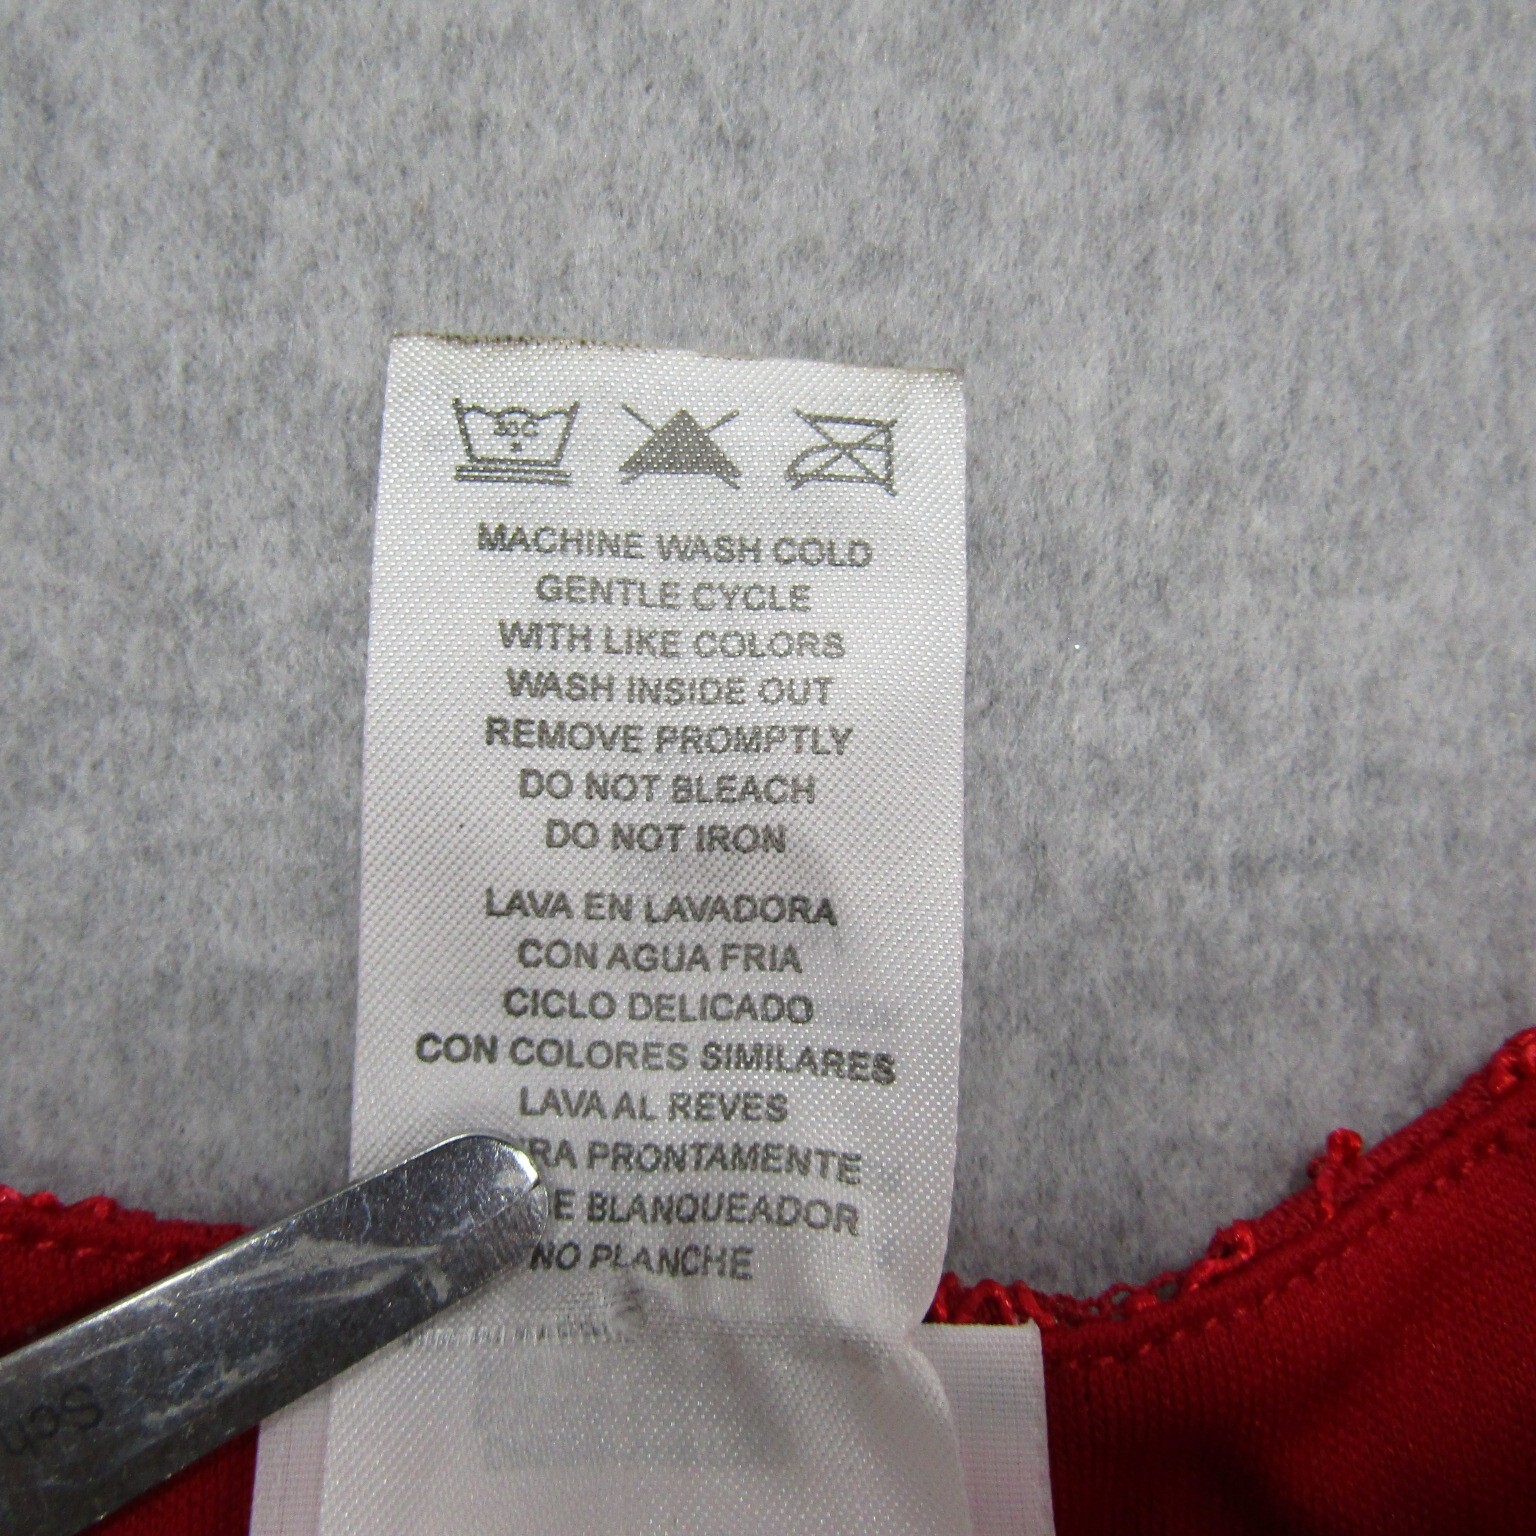 30C
MACHINE WASH COLD
GENTLE CYCLE
WITH LIKE COLORS
WASH INSIDE OUT
REMOVE PROMPTLY
DO NOT BLEACH
DO NOT IRON
LAVA EN LAVADORA
CON AGUA FRIA
CICLO DELICADO
CON COLORES SIMILARES
LAVA AL REVES
PRONTAMENTE
BLANQUEADOR
NO PLANCHE